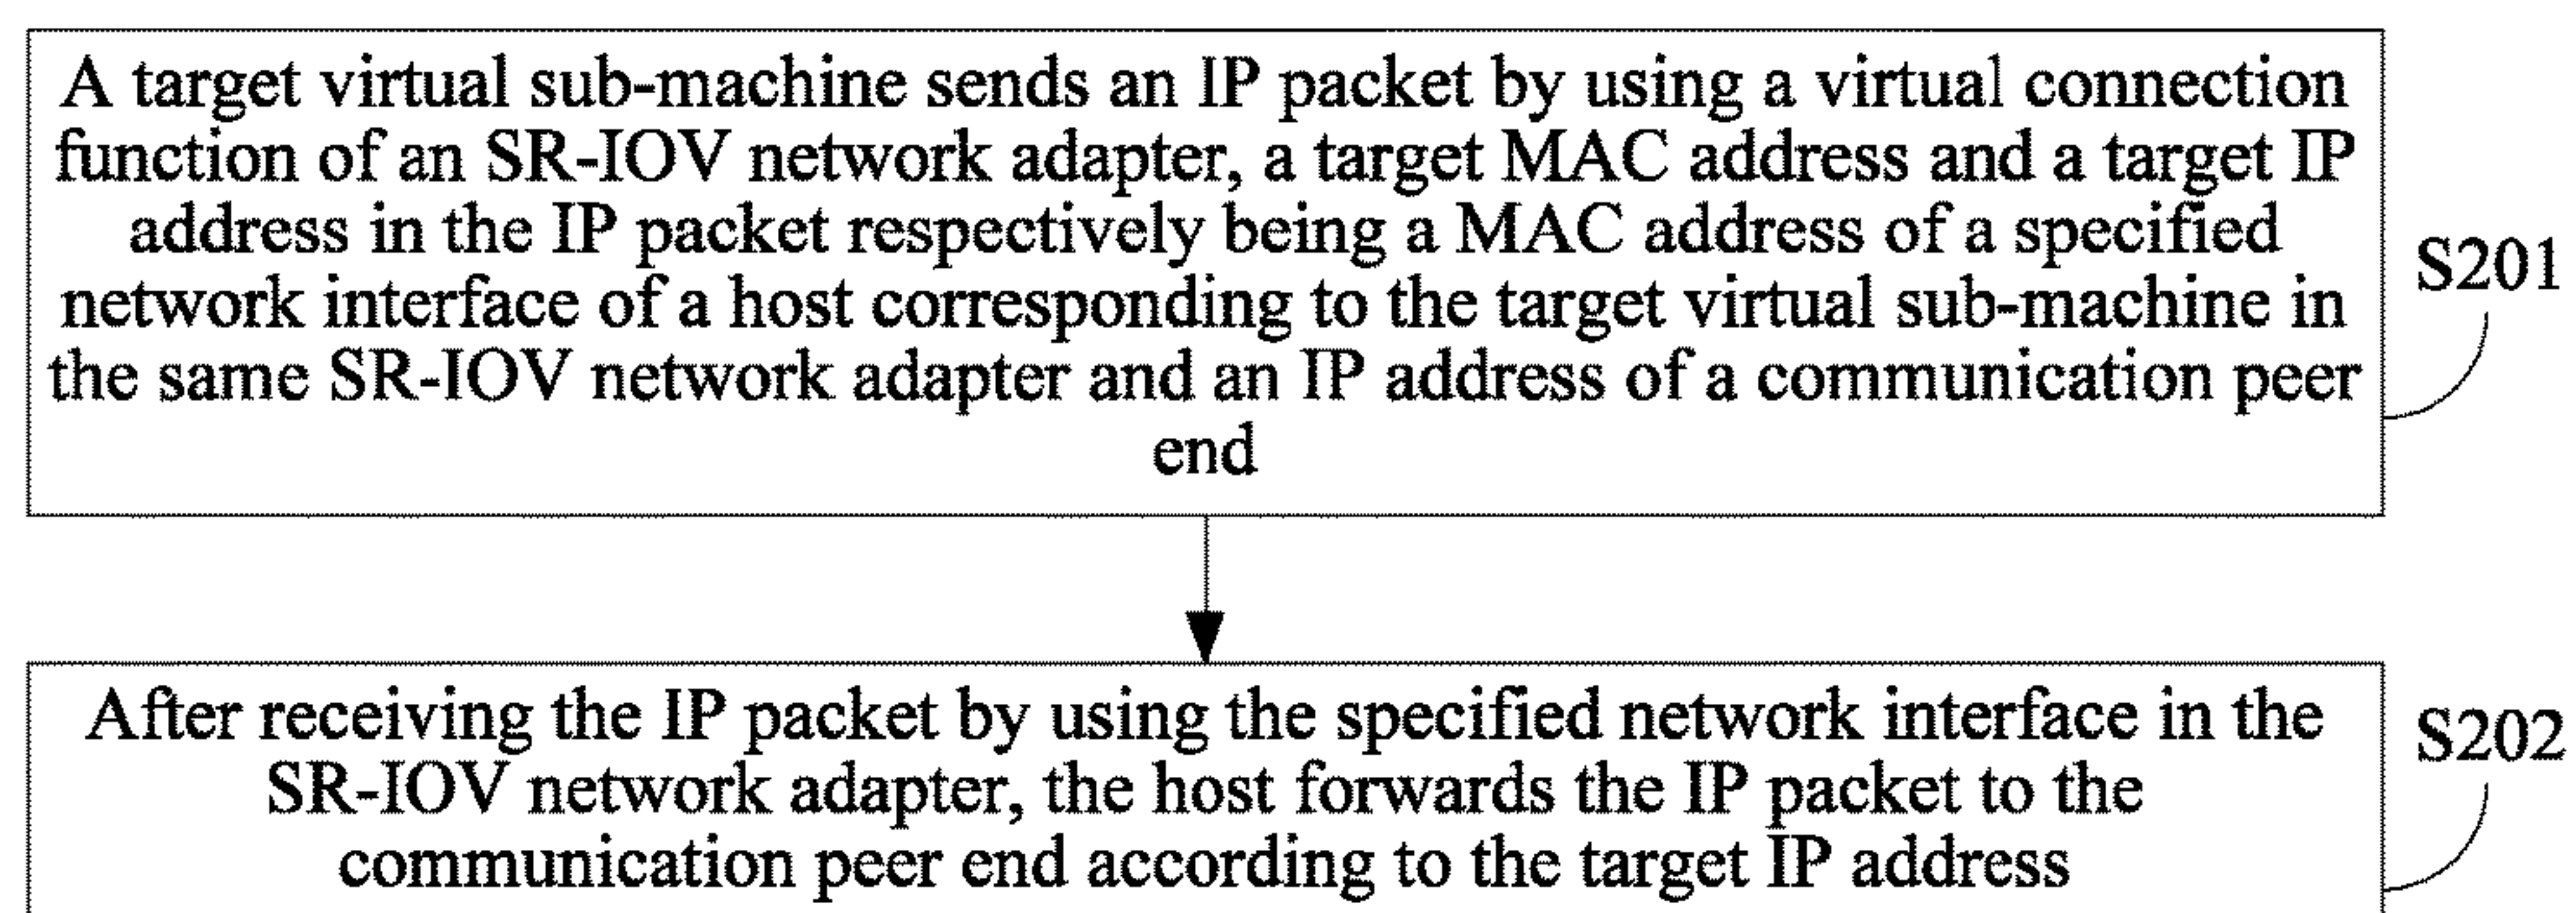 A target virtual sub-machine sends an IP packet by using a virtual connection
function of an SR-IOV network adapter, a target MAC address and a target IP
address in the IP packet respectively being a MAC address of a specified
network interface of a host corresponding to the target virtual sub-machine in
the same SR-IOV network adapter and an IP address of a communication peer
end
S201
After receiving the IP packet by using the specified network interface in the
SR-IOV network adapter, the host forwards the IP packet to the
communication peer end according to the target IP address
S202